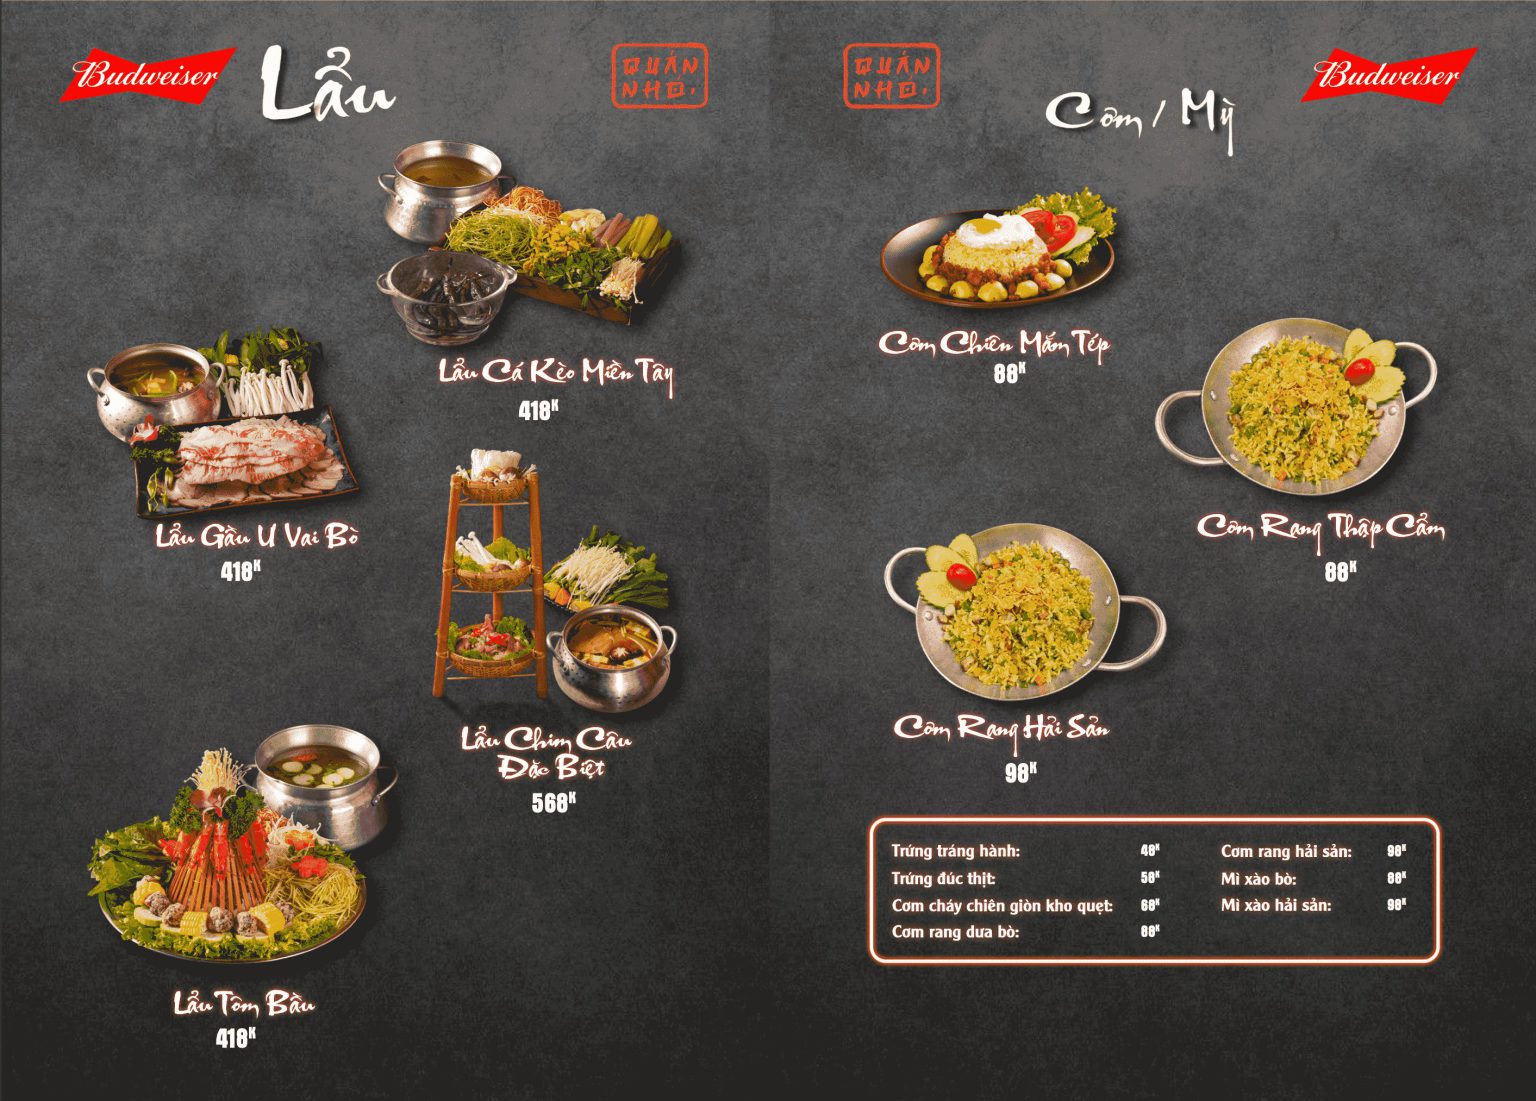 Budweiser
Lẩu
QUÁN
NHỎ.
Lẩu Cá Kèo Miền Tây
418K
Lẩu Gầu Ư Vai Bò
418K
Lẩu Chim Câu
Đặc Biệt
568K
Lẩu Tôm Bầu
418K
QUÁN
NHỎ.
Cơm / Mỳ
Budweiser
Cơm Chiên Mắm Tép
88K
Cơm Rang Thập Cẩm
88K
Cơm Rang Hải Sản
98K
Trứng tráng hành: 48K
Trứng đúc thịt: 58K
Cơm cháy chiên giòn kho quẹt: 68K
Cơm rang dưa bò: 88K
Cơm rang hải sản: 98K
Mì xào bò: 88K
Mì xào hải sản: 98K